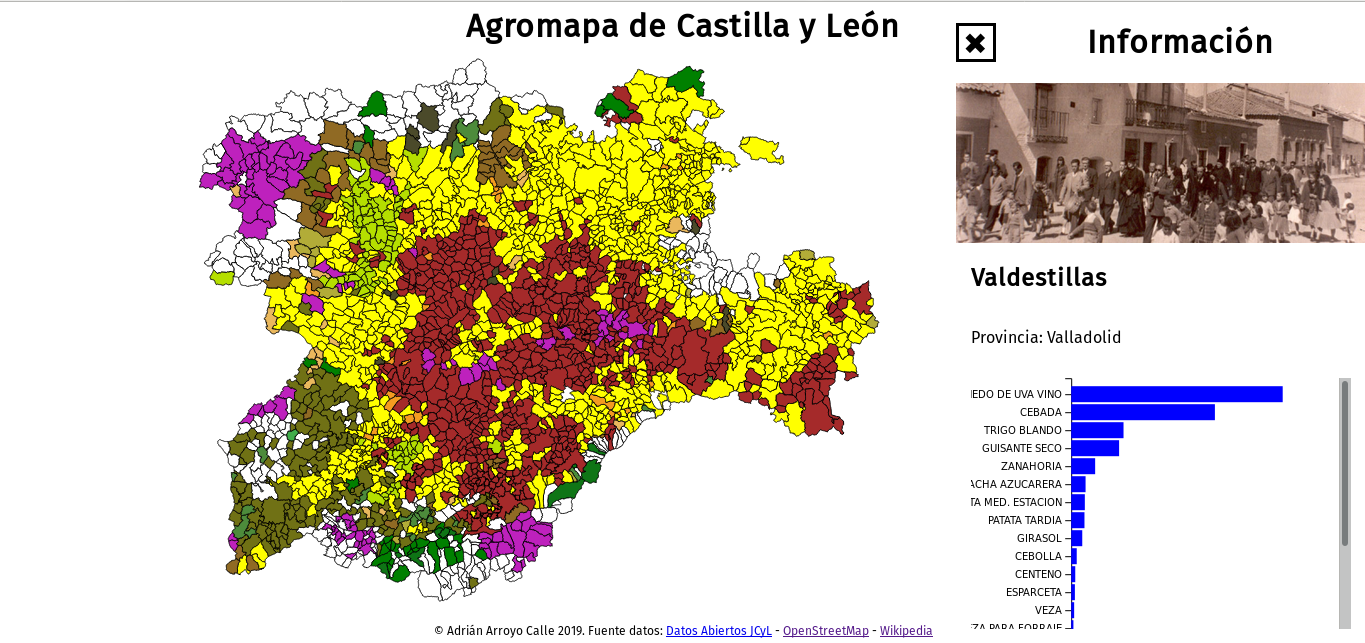 Agromapa de Castilla y León
Información
Valdestillas
Provincia: Valladolid
EDO DE UVA VINO
CEBADA
TRIGO BLANDO
GUISANTE SECO
ZANAHORIA
ACHA AZUCARERA
TA MED. ESTACION
PATATA TARDIA
GIRASOL
CEBOLLA
CENTENO
ESPARCETA
VEZA
ZA PARA FORRAJE
© Adrián Arroyo Calle 2019. Fuente datos: Datos Abiertos JCyL - OpenStreetMap - Wikipedia